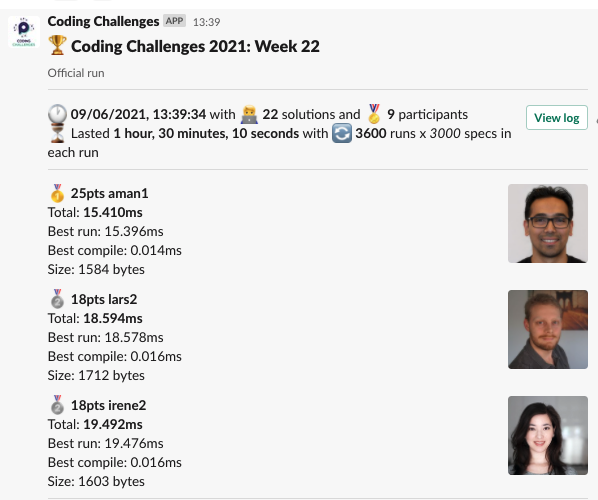 Coding Challenges APP 13:39
🏆 Coding Challenges 2021: Week 22
Official run
09/06/2021, 13:39:34 with 22 solutions and 9 participants
View log
Lasted 1 hour, 30 minutes, 10 seconds with 3600 runs x 3000 specs in
each run
25pts aman1
Total: 15.410ms
Best run: 15.396ms
Best compile: 0.014ms
Size: 1584 bytes
18pts lars2
Total: 18.594ms
Best run: 18.578ms
Best compile: 0.016ms
Size: 1712 bytes
18pts irene2
Total: 19.492ms
Best run: 19.476ms
Best compile: 0.016ms
Size: 1603 bytes